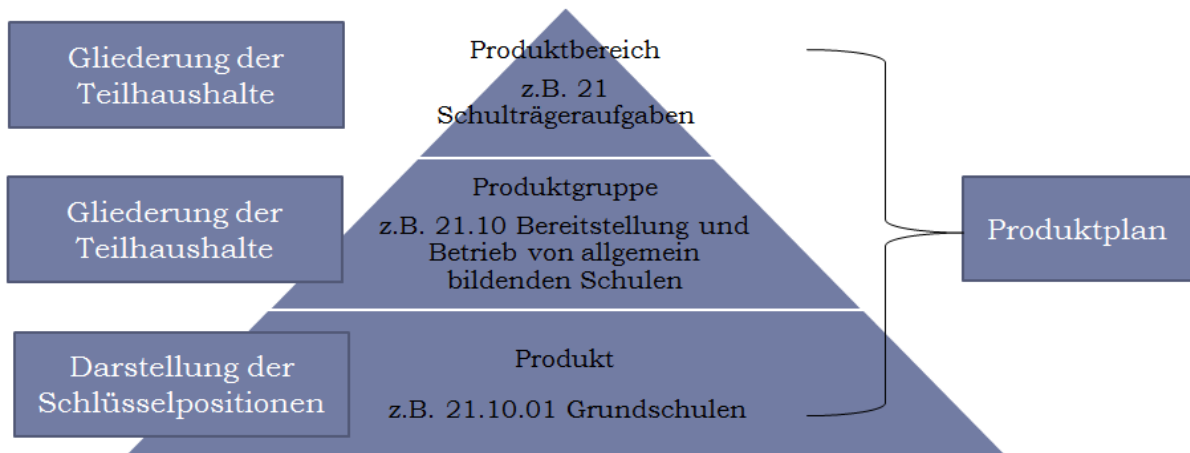 Gliederung der
Teilhaushalte
Produktbereich
z.B. 21
Schulträgeraufgaben
Gliederung der
Teilhaushalte
Produktgruppe
z.B. 21.10 Bereitstellung und
Betrieb von allgemein
bildenden Schulen
Produktplan
Darstellung der
Schlüsselpositionen
Produkt
z.B. 21.10.01 Grundschulen